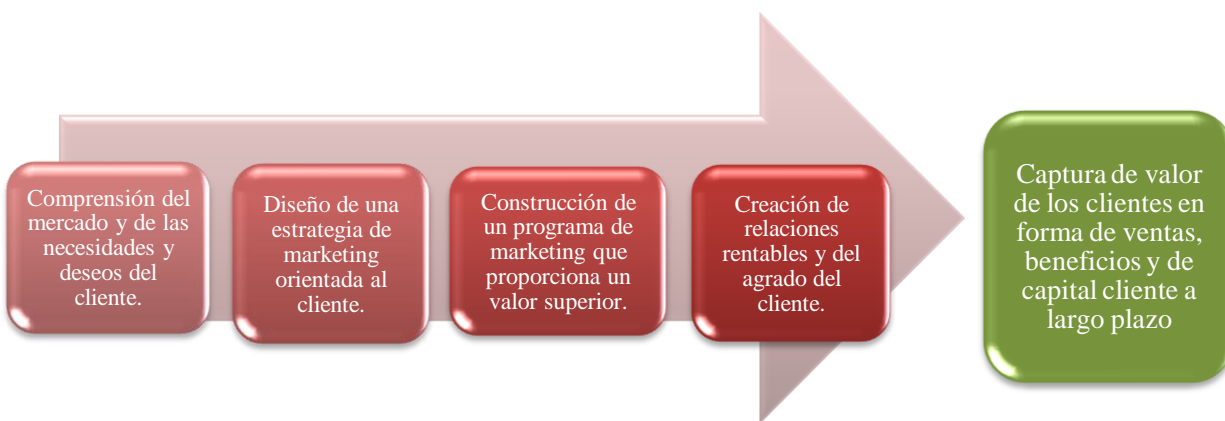 Comprensión del
mercado y de las
necesidades y
deseos del
cliente.
Diseño de una
estrategia de
marketing
orientada al
cliente.
Construcción de
un programa de
marketing que
proporciona un
valor superior.
Creación de
relaciones
rentables y del
agrado del
cliente.
Captura de valor
de los clientes en
forma de ventas,
beneficios y de
capital cliente a
largo plazo